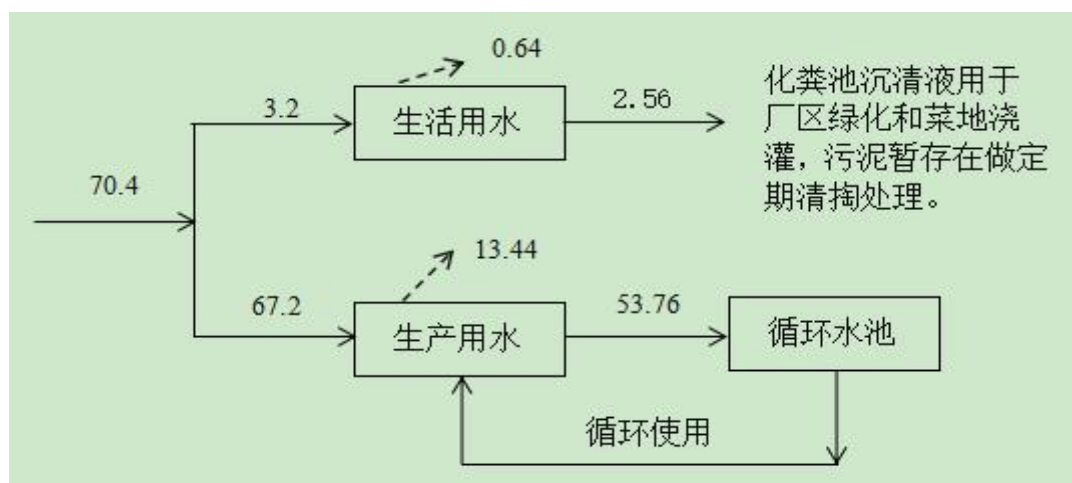 0.64
3.2
生活用水
2.56
化粪池沉清液用于
厂区绿化和菜地浇
灌，污泥暂存在做定
期清掏处理。
70.4
13.44
67.2
生产用水
53.76
循环水池
循环使用